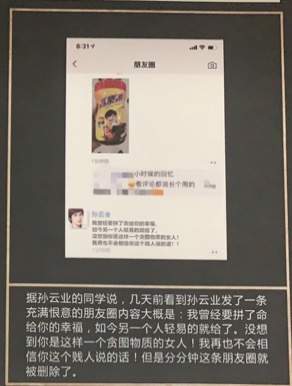 8:31
朋友圈
小时候的回忆
看评论都说长个用的
孙云业
我曾经要拼了命给你的幸福,
如今另一个人轻易的就给了,
没想到你是这样一个贪图物质的女人!
我再也不会相信你这个贱人说的话!!
据孙云业的同学说,几天前看到孙云业发了一条
充满恨意的朋友圈内容大概是:我曾经要拼了命
给你的幸福,如今另一个人轻易的就给了。没想
到你是这样一个贪图物质的女人!我再也不会相
信你这个贱人说的话!但是分分钟这条朋友圈就
被删除了。